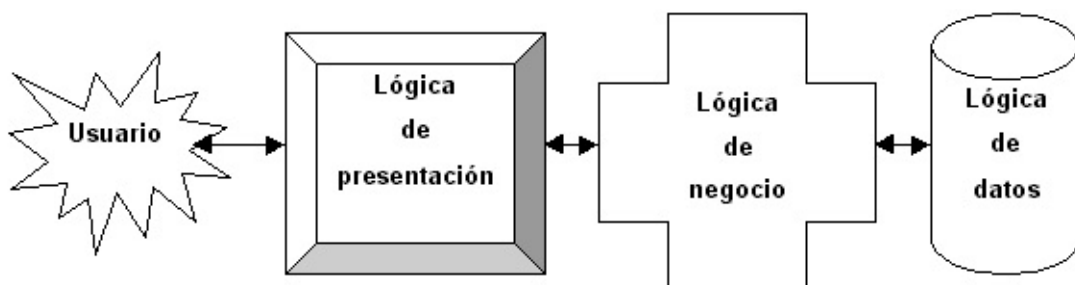 Usuario
Lógica
de
presentación
Lógica
de
negocio
Lógica
de
datos